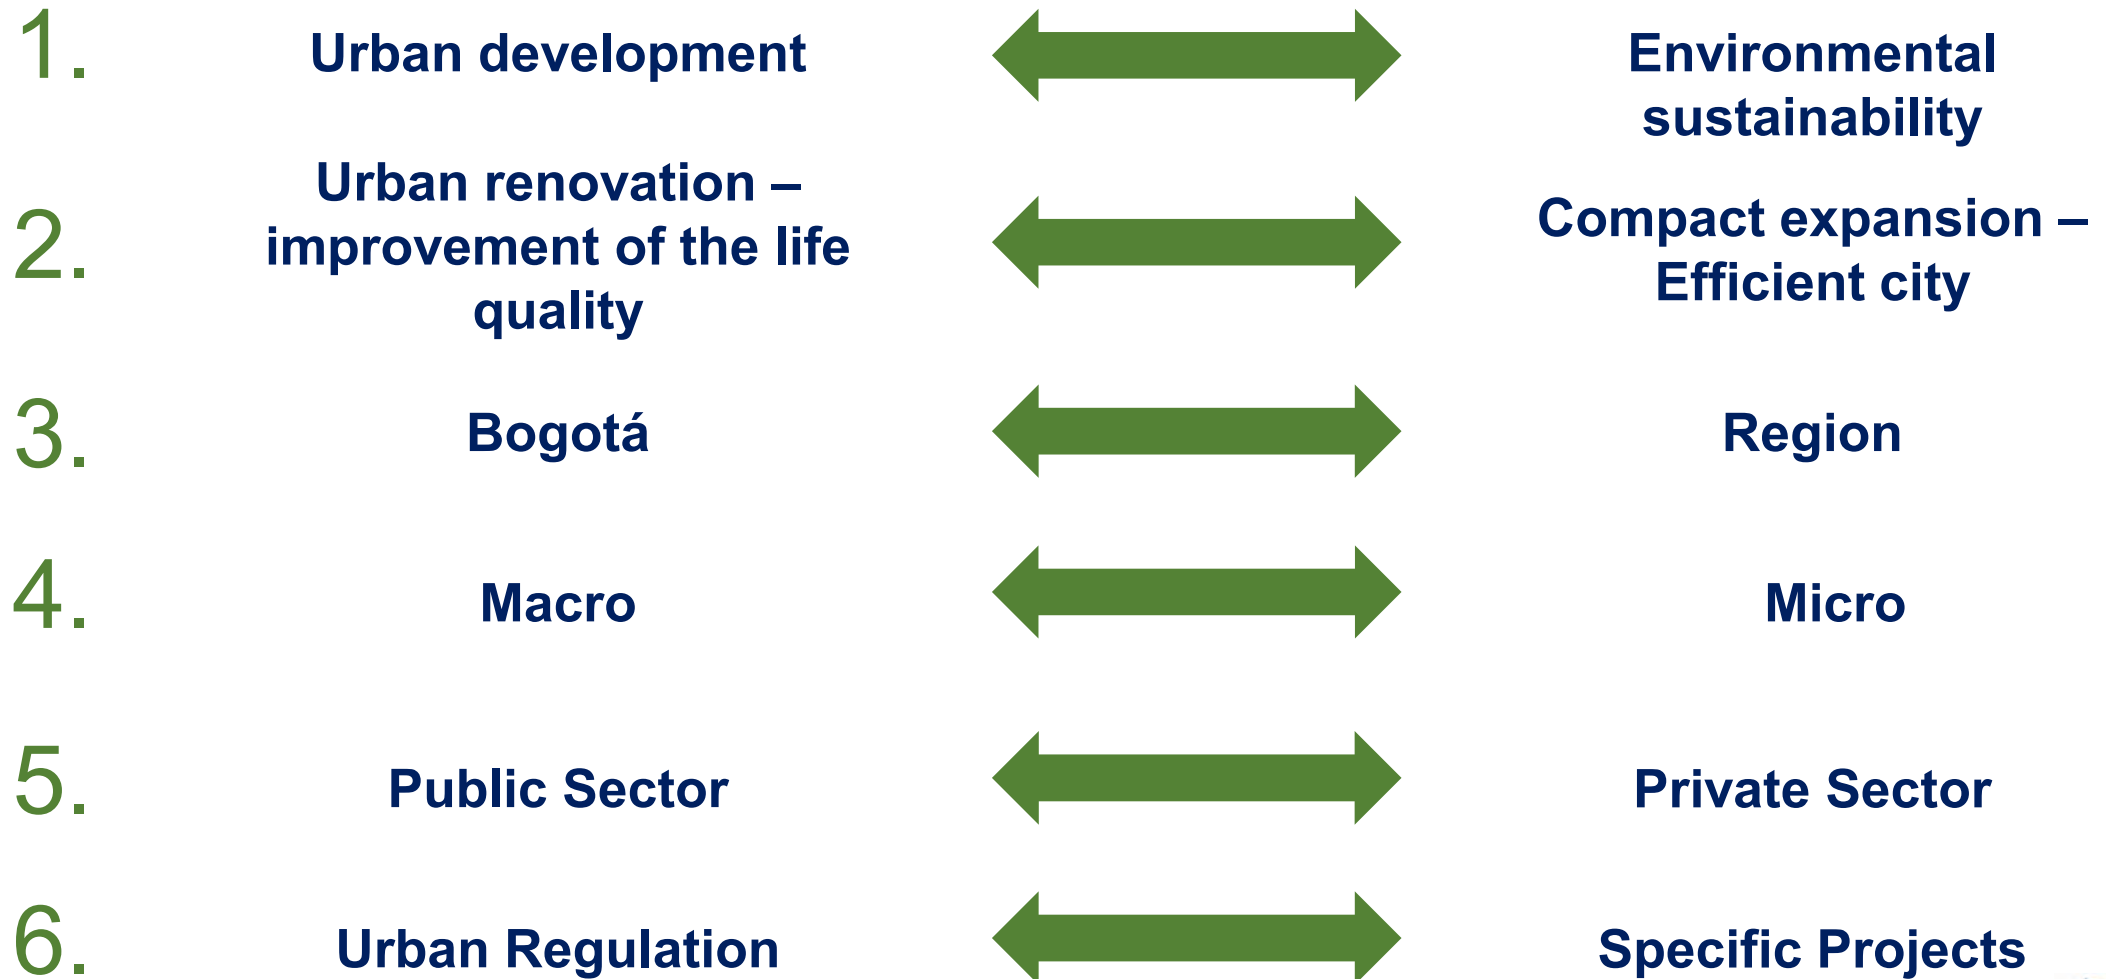 1.
Urban development
Environmental
sustainability
2.
Urban renovation –
improvement of the life
quality
Compact expansion –
Efficient city
3.
Bogotá
Region
4.
Macro
Micro
5.
Public Sector
Private Sector
6.
Urban Regulation
Specific Projects